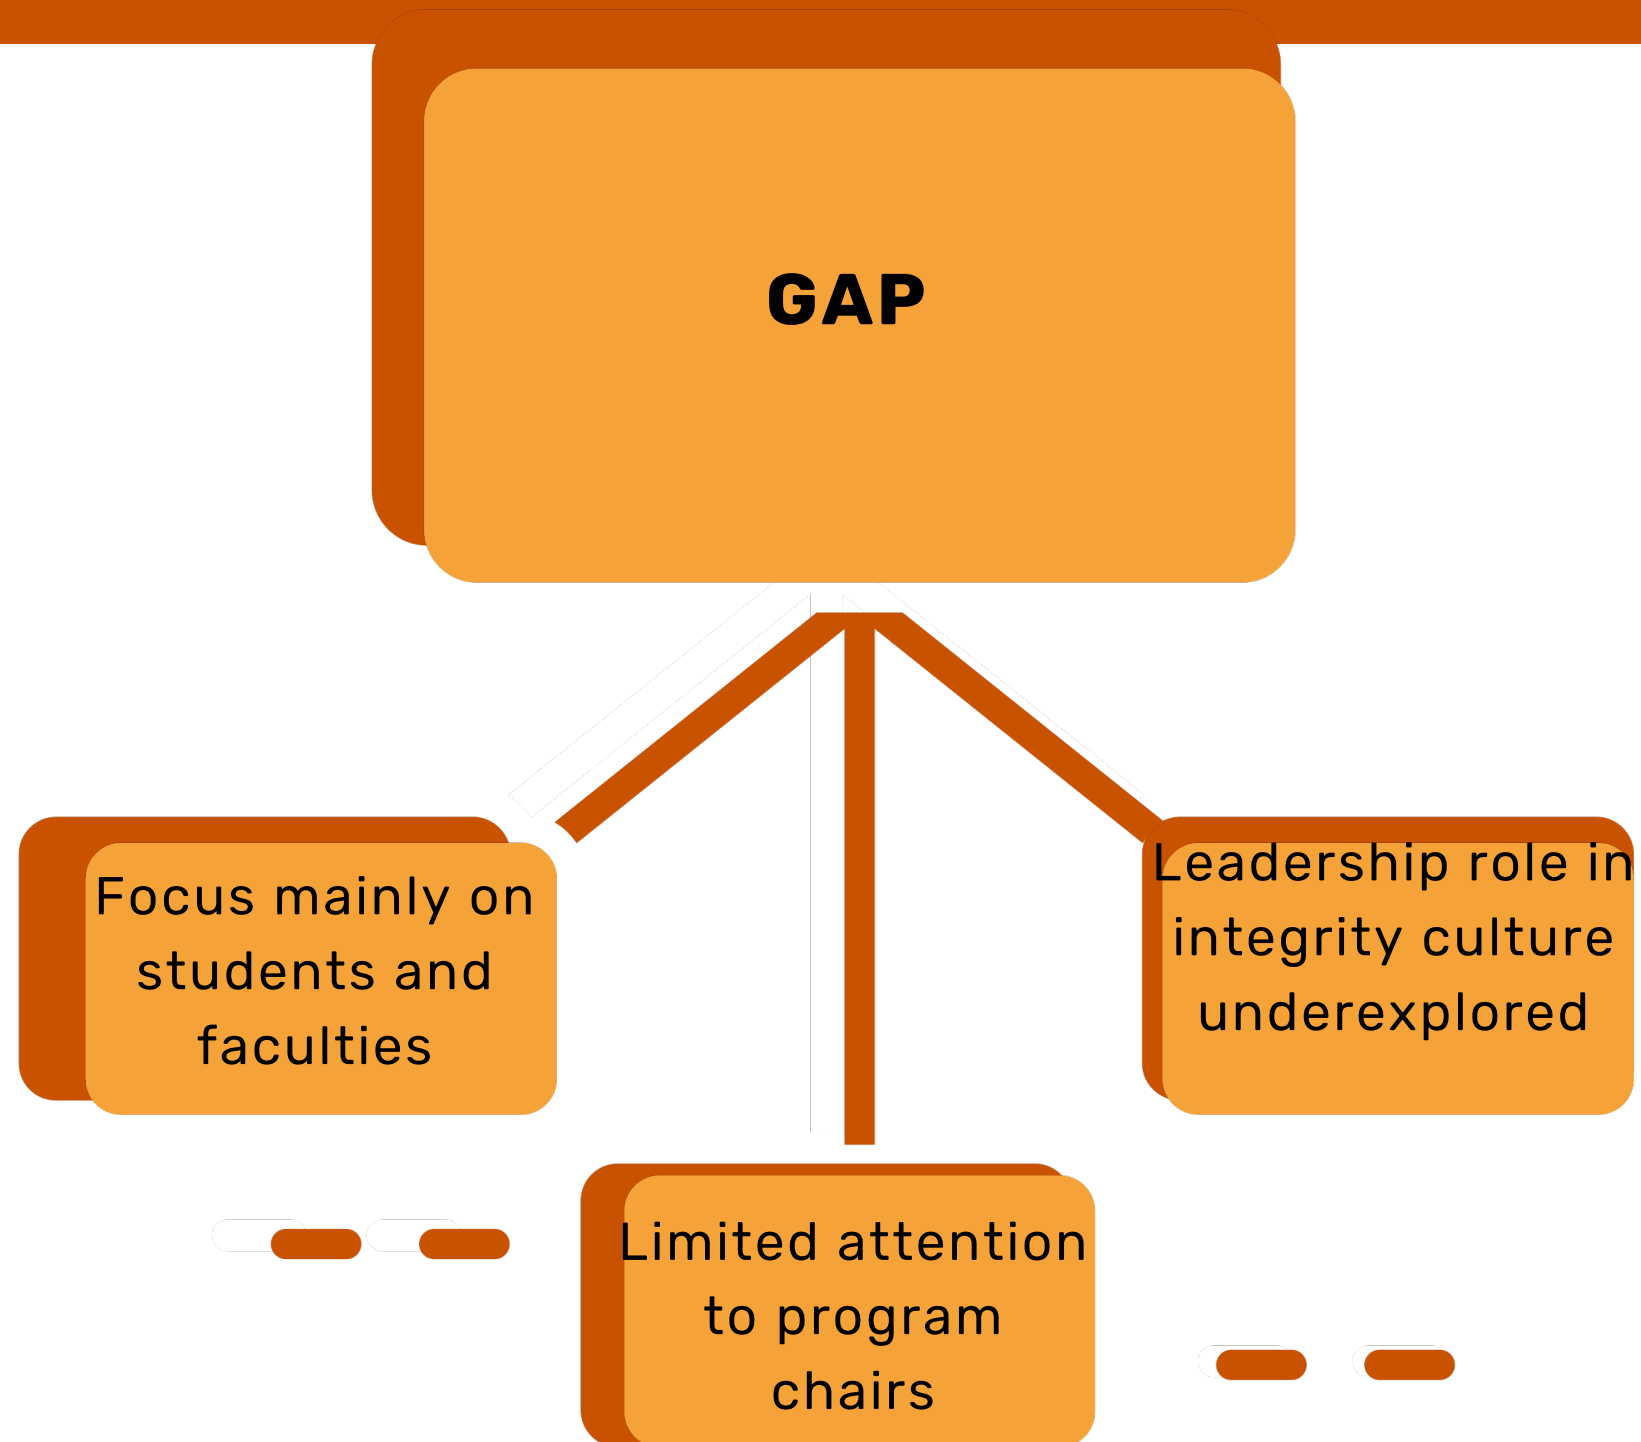 GAP
Focus mainly on
students and
faculties
Limited attention
to program
chairs
Leadership role in
integrity culture
underexplored